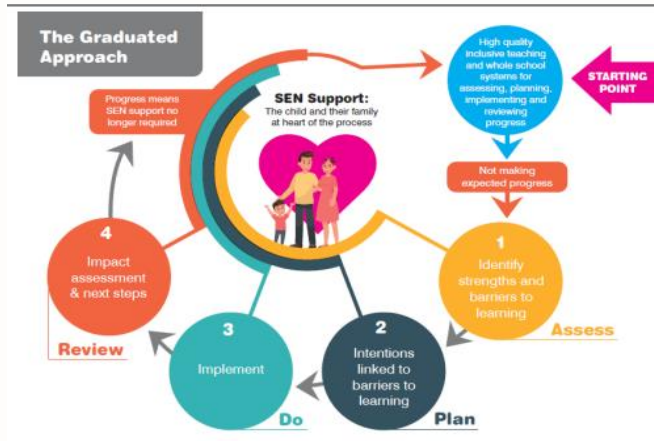 The Graduated
Approach
High quality
inclusive teaching
and whole school
systems for
assessing, planning,
implementing and
reviewing
progress
STARTING
POINT
Progress means
SEN support no
longer required
SEN Support:
The child and their family
at heart of the process
Not making
expected progress
1
Identify
strengths and
barriers to
learning
Assess
2
Intentions
linked to
barriers to
learning
Plan
3
Implement
Do
4
Impact
assessment
& next steps
Review